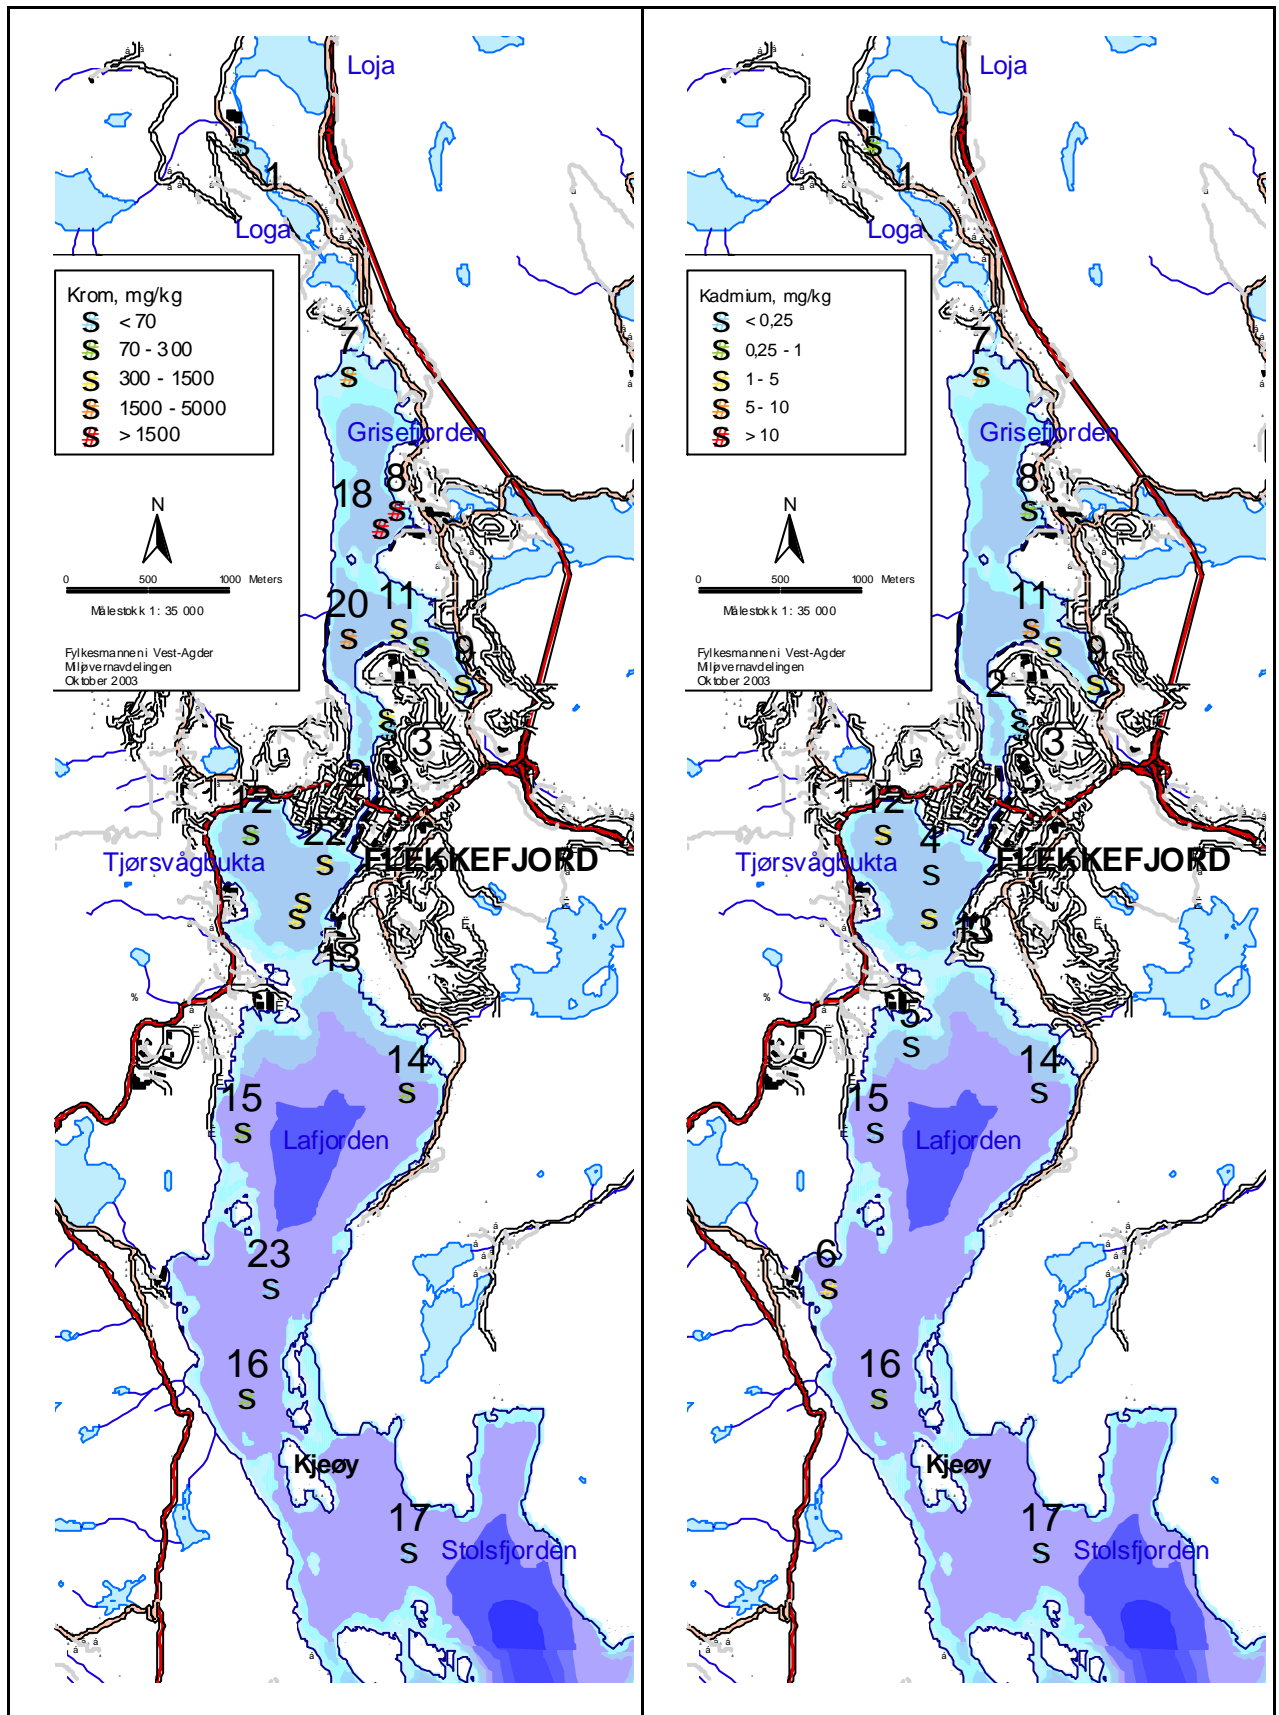 Loja
1
Loga
Krom, mg/kg
S < 70
S 70 - 300
S 300 - 1500
S 1500 - 5000
S > 1500
7
Grisefjorden
8
18
N
0 500 1000 Meters
Målestokk 1: 35 000
20
11
9
Fylkesmannen i Vest-Agder
Miljøvernavdelingen
Oktober 2003
3
2
12
22
Tjørsvågbukta
FLEKKEFJORD
13
14
15
Lafjorden
23
16
Kjeøy
17
Stolsfjorden
Loja
1
Loga
Kadmium, mg/kg
S < 0,25
S 0,25 - 1
S 1 - 5
S 5 - 10
S > 10
7
Grisefjorden
8
N
0 500 1000 Meters
Målestokk 1: 35 000
11
9
Fylkesmannen i Vest-Agder
Miljøvernavdelingen
Oktober 2003
2
3
12
4
Tjørsvågbukta
FLEKKEFJORD
13
5
14
15
Lafjorden
6
16
Kjeøy
17
Stolsfjorden